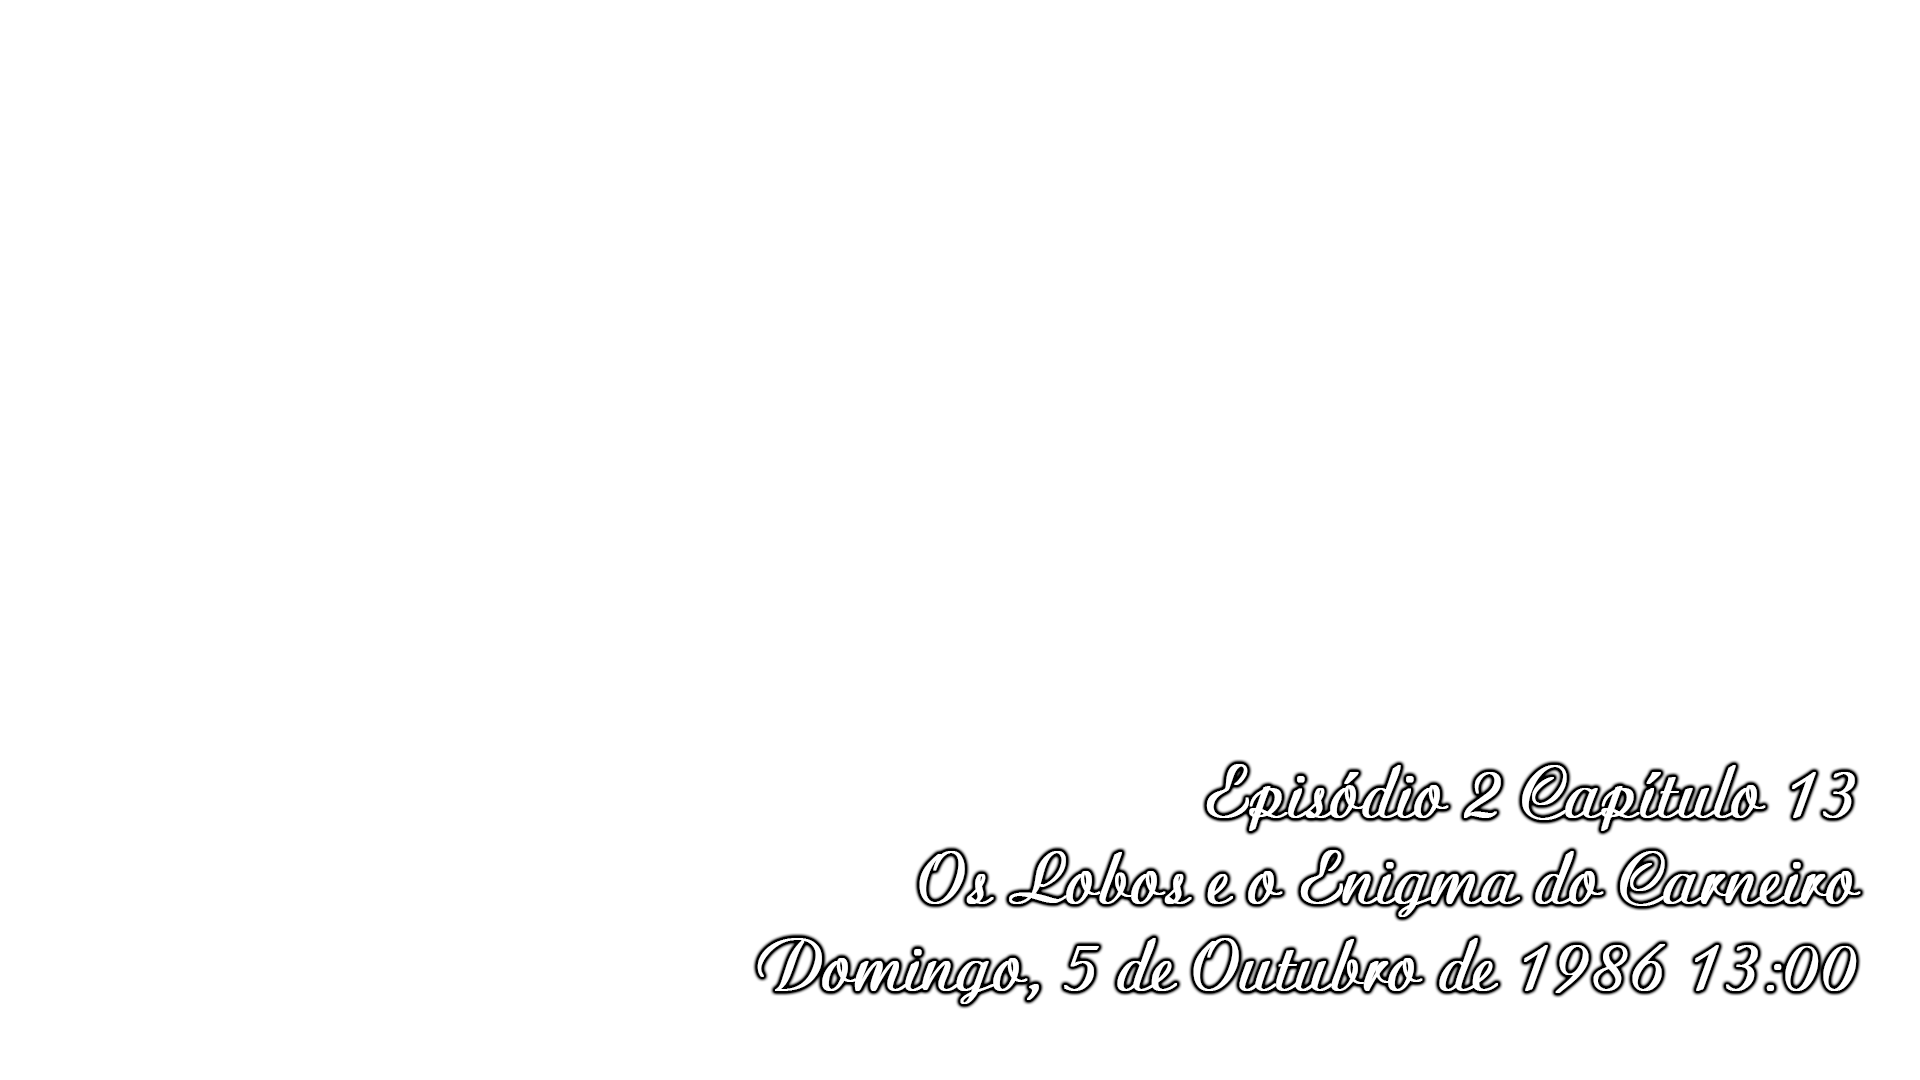 Episódio 2 Capítulo 13
Os Lobos e o Enigma do Carneiro
Domingo, 5 de Outubro de 1986 13:00